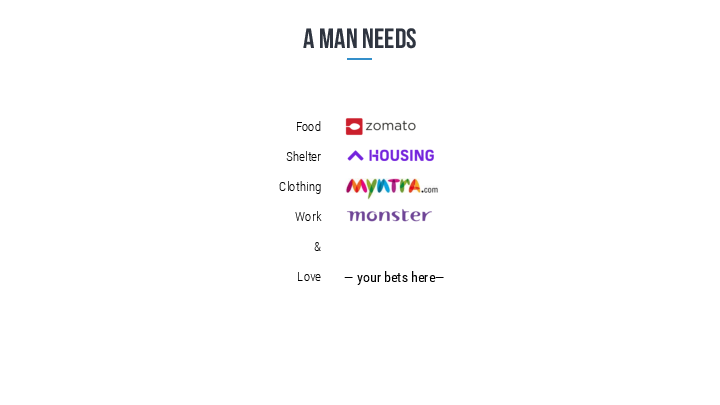 A MAN NEEDS
Food zomato
Shelter HOUSING
Clothing myntra.com
Work monster
&
Love — your bets here—